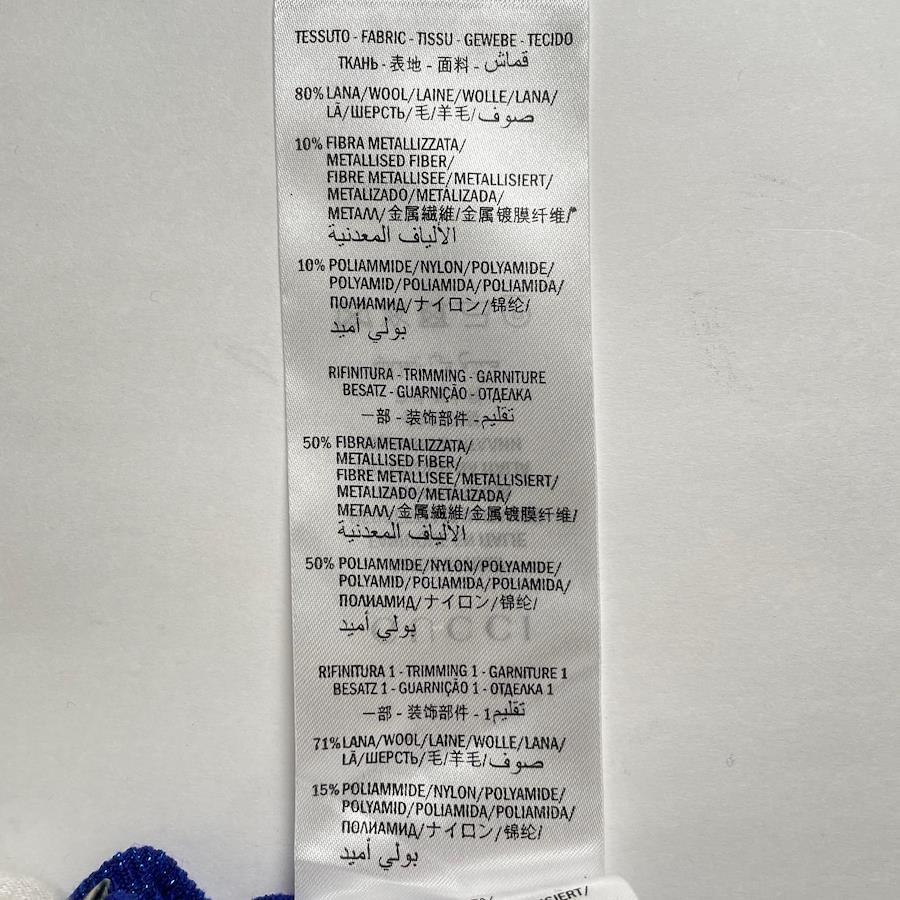 TESSUTO - FABRIC - TISSU - GEWEBE - TECIDO
ТКАНЬ - 表地 - 面料 - قماش
80% LANA/WOOL/LAINE/WOLLE/LANA/
LÃ/ШЕРСТЬ/毛/羊毛/صوف
10% FIBRA METALLIZZATA/
METALLISED FIBER/
FIBRE METALLISEE/METALLISIERT/
METALIZADO/METALIZADA/
МЕТАЛЛ/金属繊維/金属镀膜纤维/
الألياف المعدنية
10% POLIAMMIDE/NYLON/POLYAMIDE/
POLYAMID/POLIAMIDA/POLIAMIDA/
ПОЛИАМИД/ナイロン/锦纶/
بولي أميد
RIFINITURA - TRIMMING - GARNITURE
BESATZ - GUARNIÇÃO - ОТДЕЛКА
一部 - 装饰部件 - تقليم
50% FIBRA METALLIZZATA/
METALLISED FIBER/
FIBRE METALLISEE/METALLISIERT/
METALIZADO/METALIZADA/
МЕТАЛЛ/金属繊維/金属镀膜纤维/
الألياف المعدنية
50% POLIAMMIDE/NYLON/POLYAMIDE/
POLYAMID/POLIAMIDA/POLIAMIDA/
ПОЛИАМИД/ナイロン/锦纶/
بولي أميد
GUCCI
RIFINITURA 1 - TRIMMING 1 - GARNITURE 1
BESATZ 1 - GUARNIÇÃO 1 - ОТДЕЛКА 1
一部 - 装饰部件 - تقليم 1
71% LANA/WOOL/LAINE/WOLLE/LANA/
LÃ/ШЕРСТЬ/毛/羊毛/صوف
15% POLIAMMIDE/NYLON/POLYAMIDE/
POLYAMID/POLIAMIDA/POLIAMIDA/
ПОЛИАМИД/ナイロン/锦纶/
بولي أميد